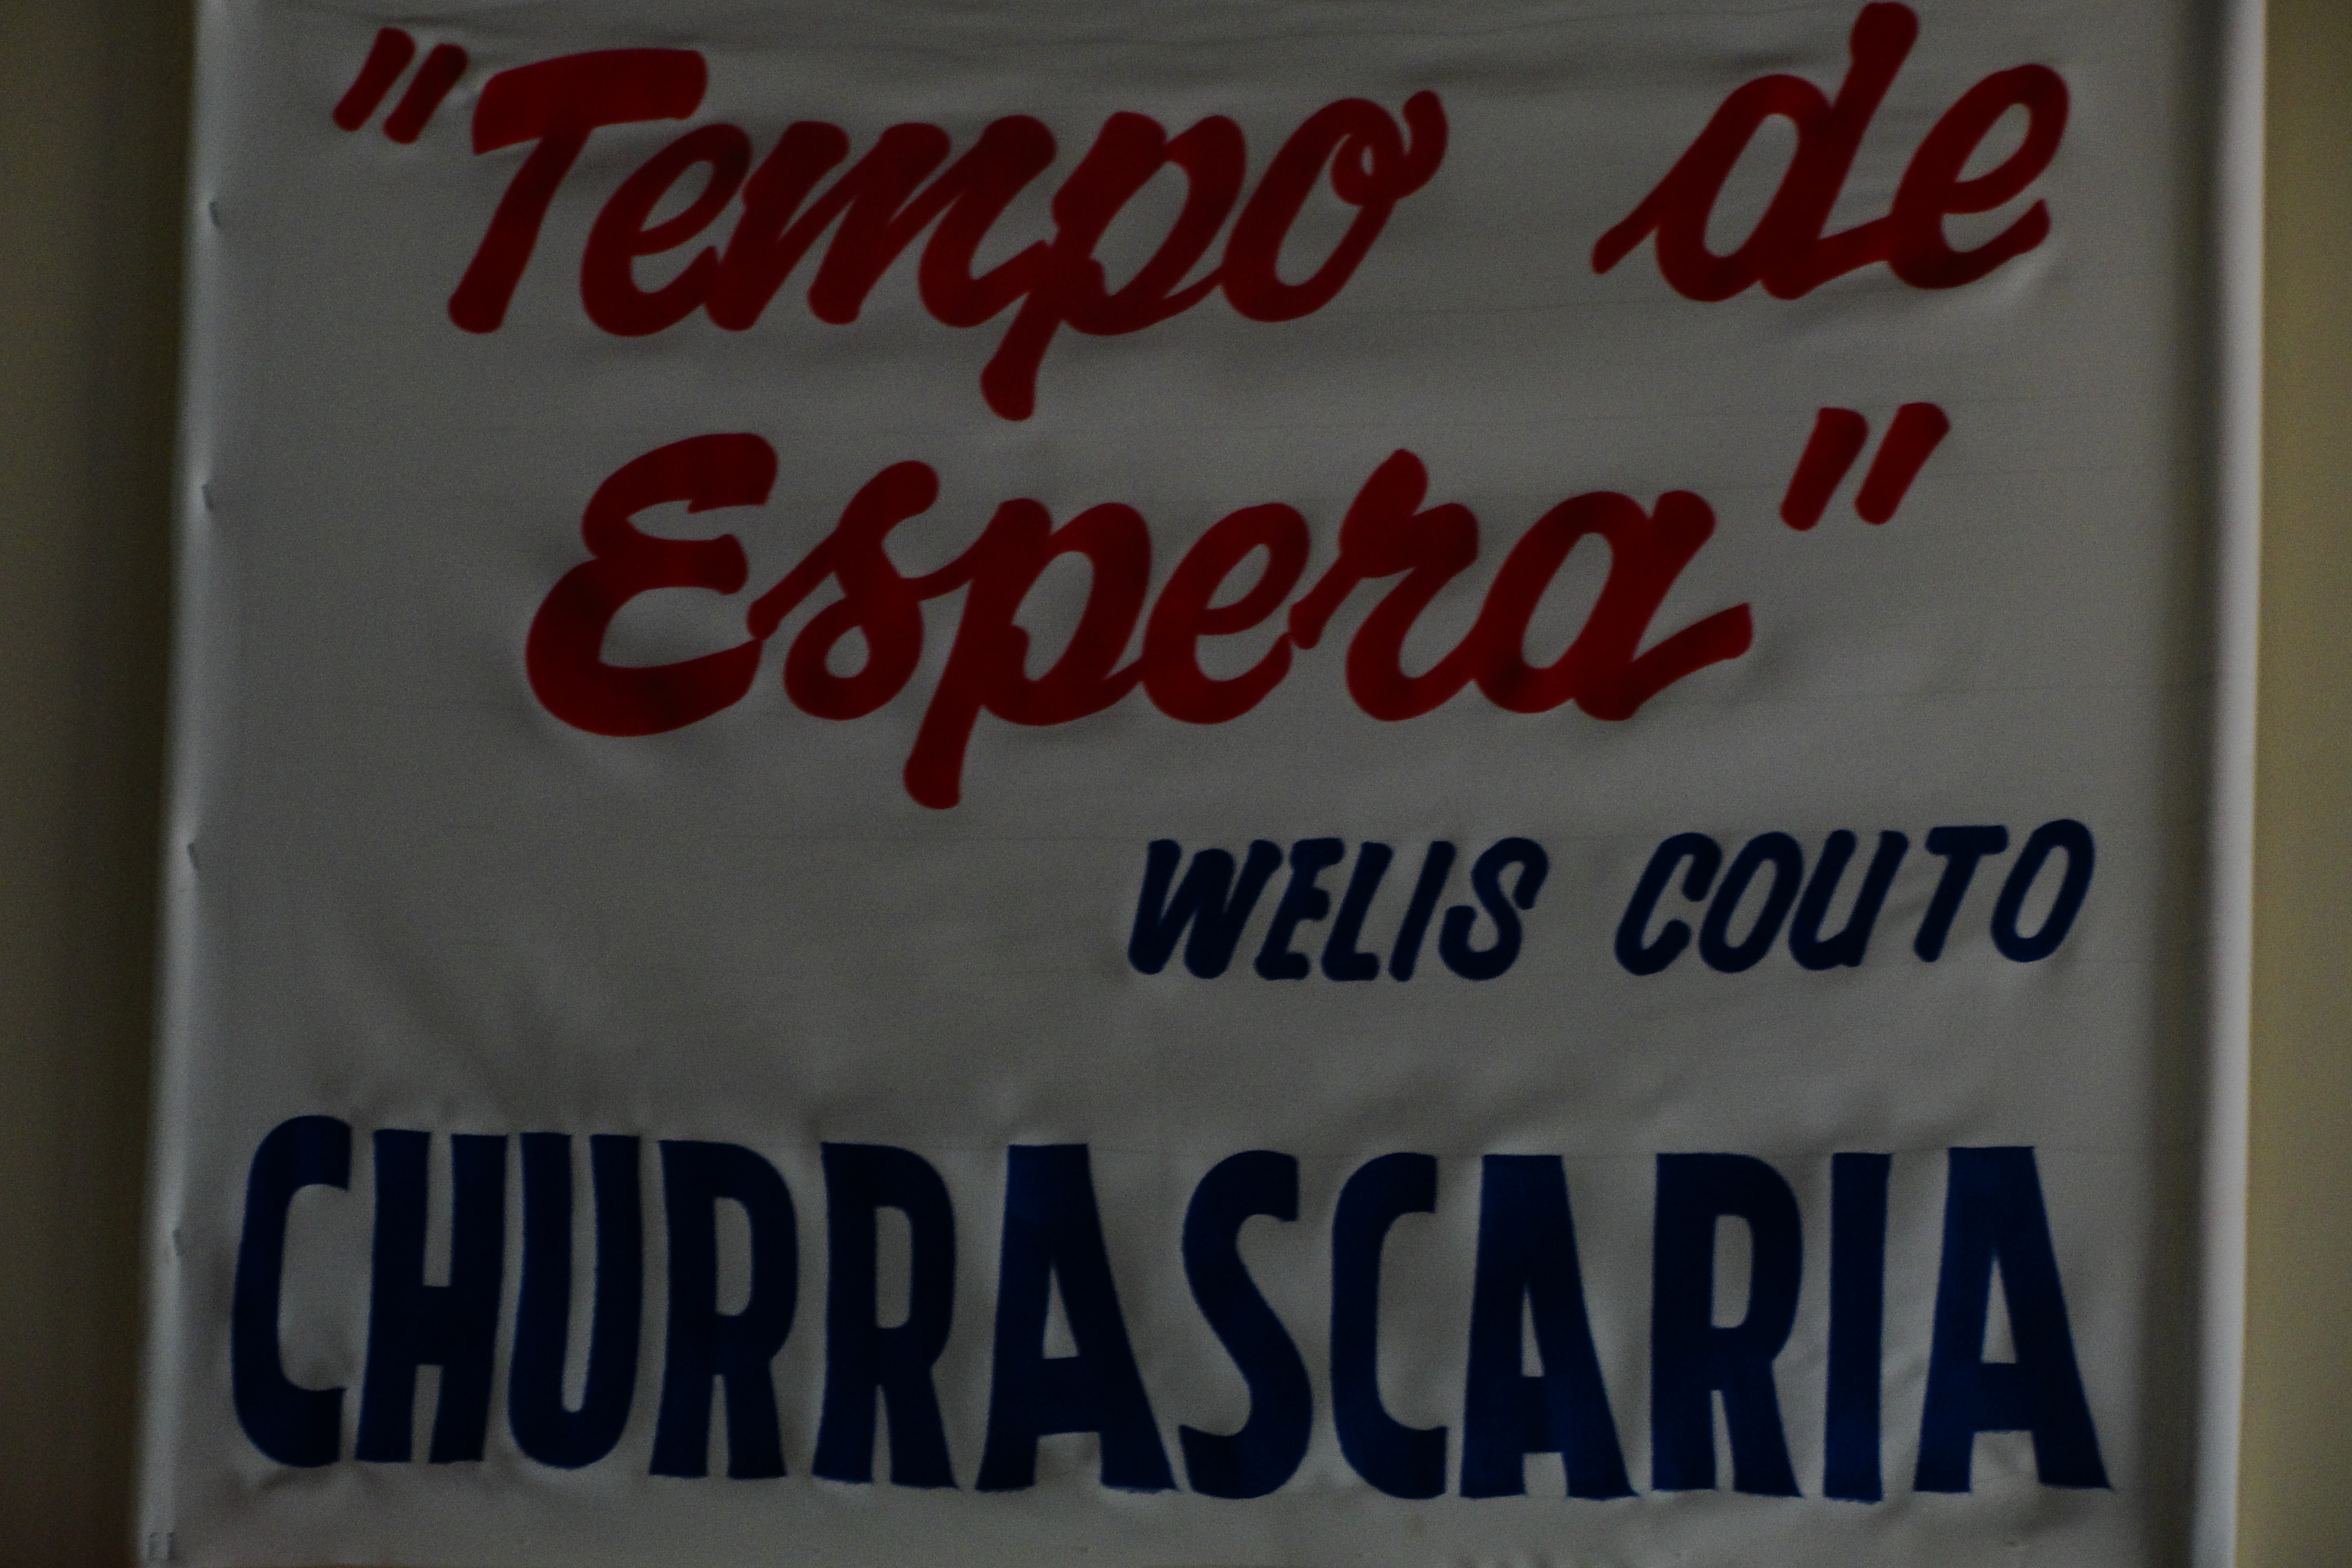 "Tempo de
Espera"
WELIS COUTO
CHURRASCARIA